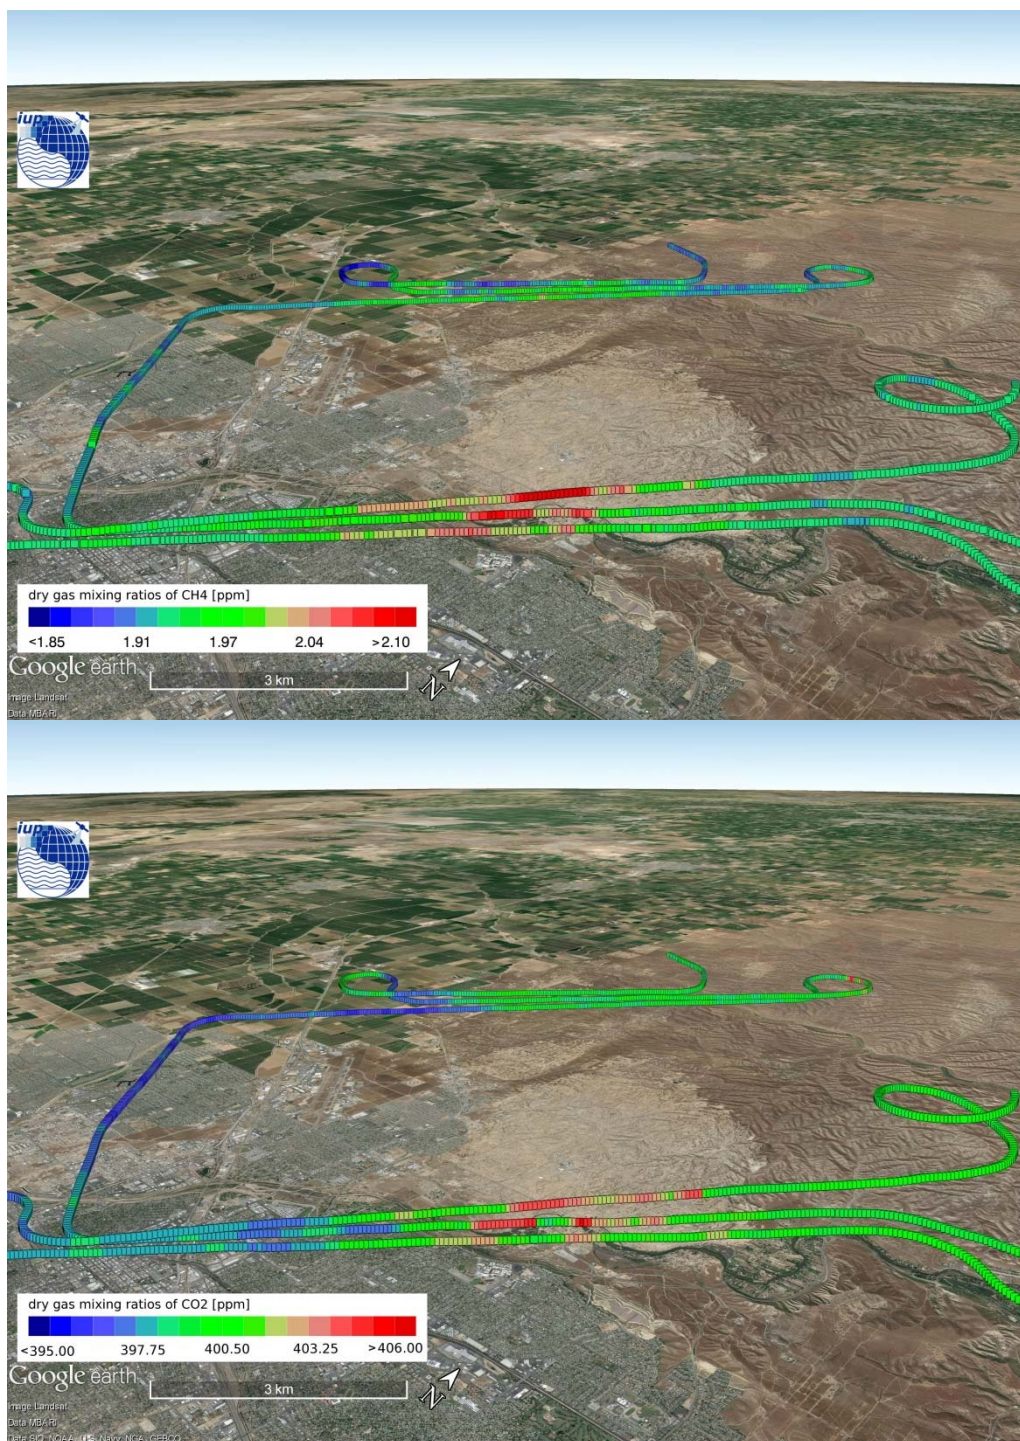 iup
dry gas mixing ratios of CH4 [ppm]
<1.85 1.91 1.97 2.04 >2.10
Google earth
3 km
N
Image Landsat
Data MBARI
iup
dry gas mixing ratios of CO2 [ppm]
<395.00 397.75 400.50 403.25 >406.00
Google earth
3 km
N
Image Landsat
Data MBARI
Data SIO, NOAA, U.S. Navy, NGA, GEBCO